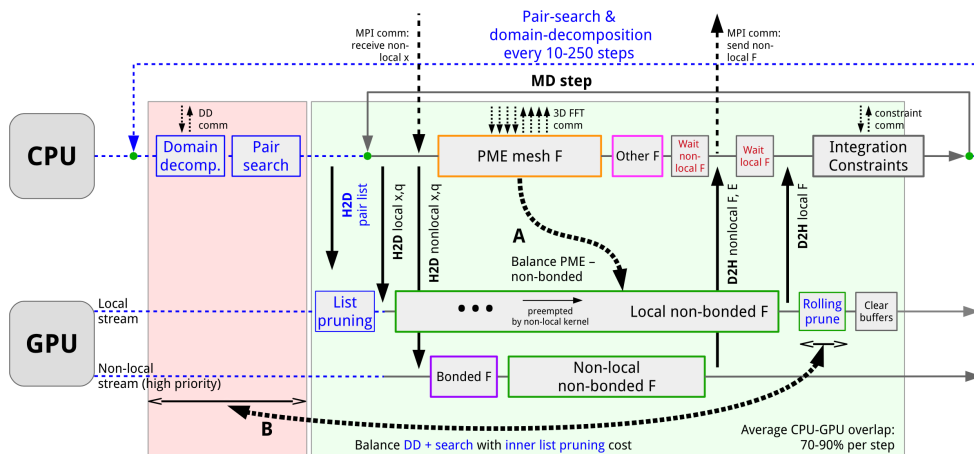 Pair-search &
domain-decomposition
every 10-250 steps
MPI comm:
receive non-
local x
MPI comm:
send non-
local F
MD step
DD
comm
3D FFT
comm
constraint
comm
CPU
Domain
decomp.
Pair
search
PME mesh F
Other F
Wait
non-
local F
Wait
local F
Integration
Constraints
H2D
pair list
H2D local x,q
H2D nonlocal x,q
A
Balance PME –
non-bonded
D2H nonlocal F, E
D2H local F
GPU
Local
stream
List
pruning
•••
preempted
by non-local kernel
Local non-bonded F
Rolling
prune
Clear
buffers
Non-local
stream (high priority)
Bonded F
Non-local
non-bonded F
B
Balance DD + search with inner list pruning cost
Average CPU-GPU overlap:
70-90% per step